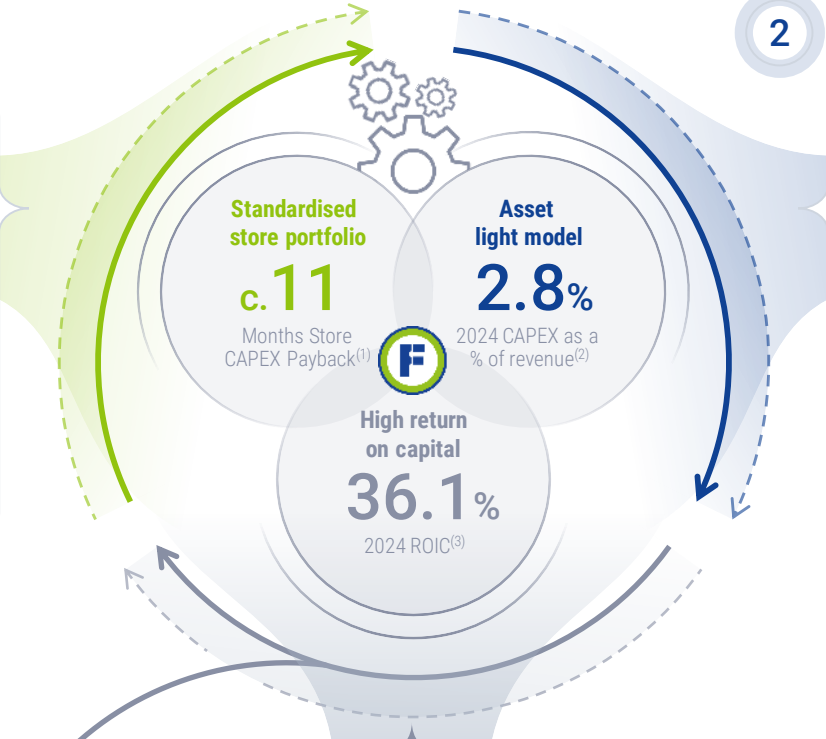 2
Standardised
store portfolio
c.11
Months Store
CAPEX Payback(1)
Asset
light model
2.8%
2024 CAPEX as a
% of revenue(2)
F
High return
on capital
36.1%
2024 ROIC(3)